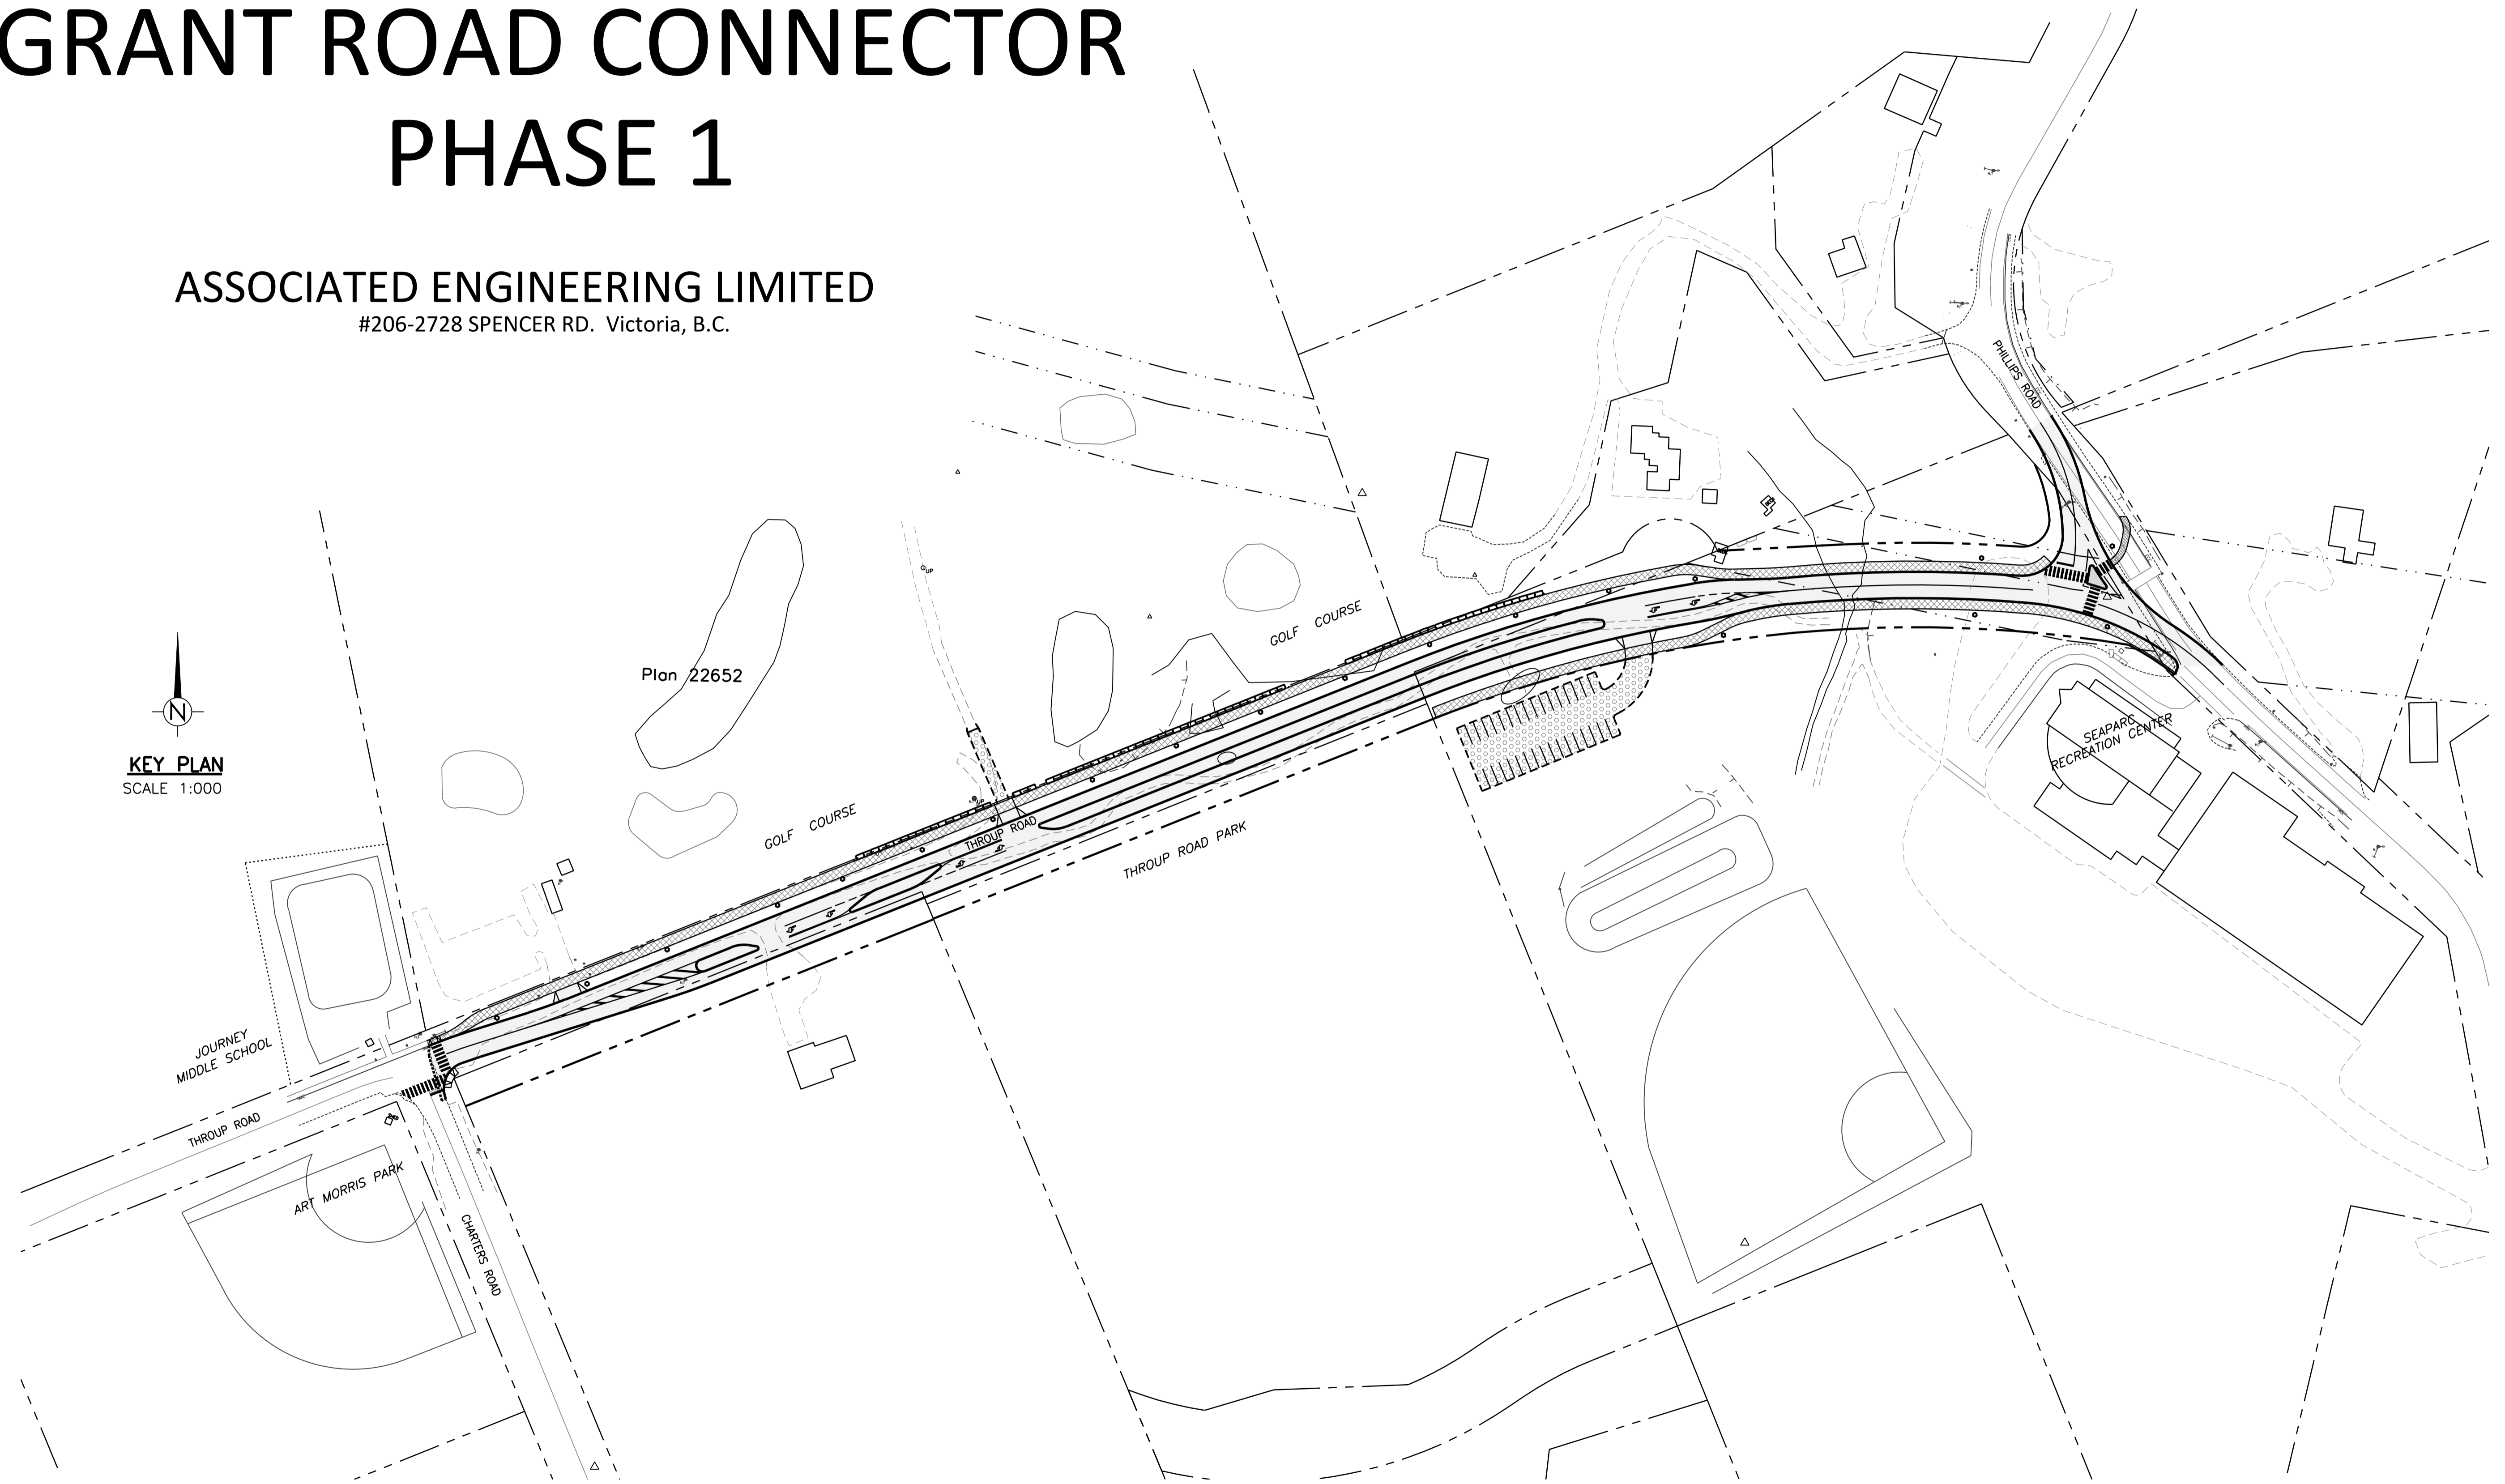 GRANT ROAD CONNECTOR
PHASE 1
ASSOCIATED ENGINEERING LIMITED
#206-2728 SPENCER RD.  Victoria, B.C.
PHILLIPS ROAD
UP
GOLF COURSE
Plan 22652
N
KEY PLAN
SCALE 1:000
SEAPARC
RECREATION CENTER
UP
GOLF COURSE
THROUP ROAD
THROUP ROAD PARK
JOURNEY
MIDDLE SCHOOL
THROUP ROAD
ART MORRIS PARK
CHARTERS ROAD